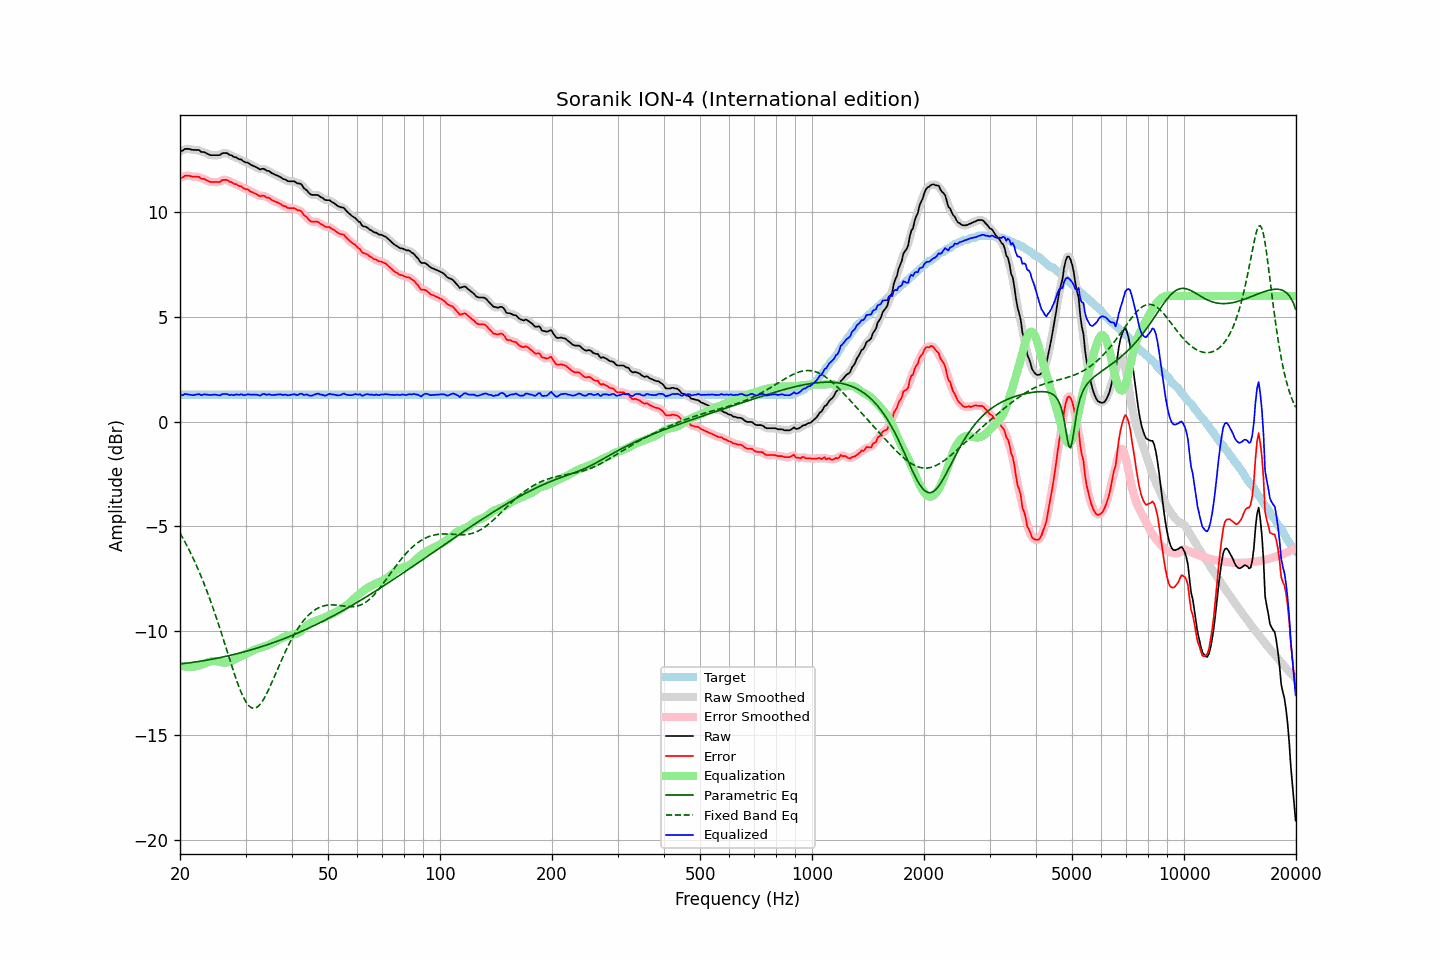 Soranik ION-4 (International edition)
Amplitude (dBr)
10
5
0
−5
−10
−15
−20
Target
Raw Smoothed
Error Smoothed
Raw
Error
Equalization
Parametric Eq
Fixed Band Eq
Equalized
20
50
100
200
500
1000
2000
5000
10000
20000
Frequency (Hz)